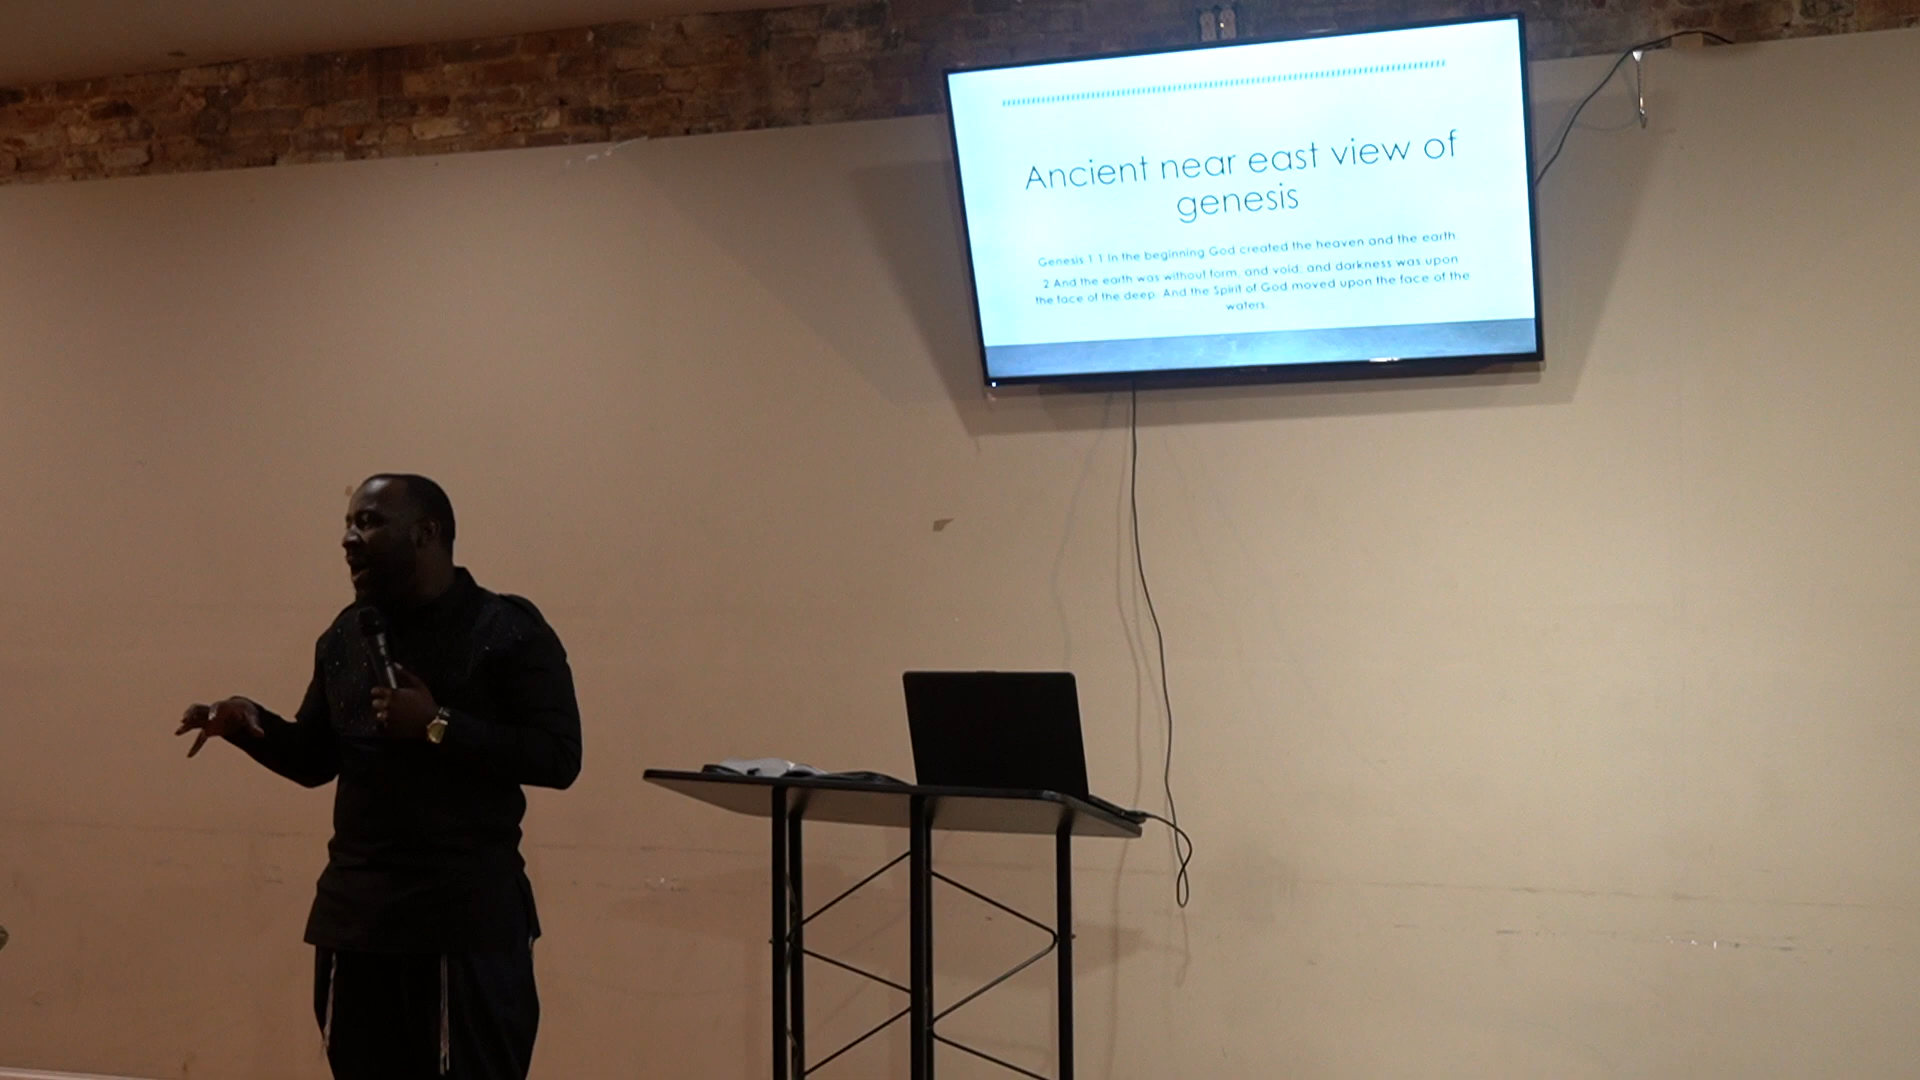 Ancient near east view of
genesis
Genesis 1 1 In the beginning God created the heaven and the earth
2 And the earth was without form, and void, and darkness was upon
the face of the deep. And the Spirit of God moved upon the face of the
waters.